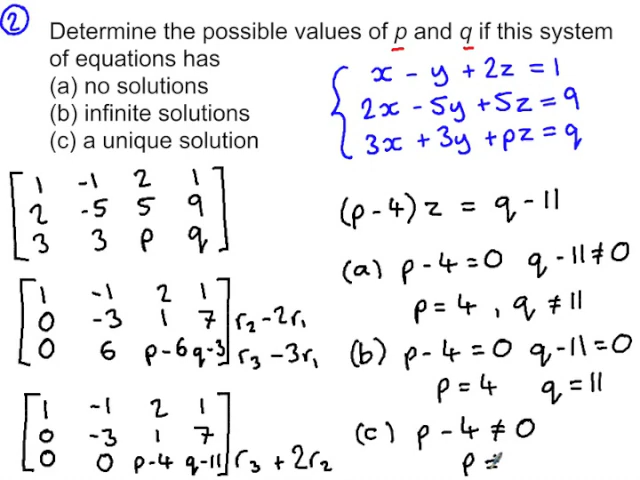 ② Determine the possible values of p and q if this system
of equations has
(a) no solutions
(b) infinite solutions
(c) a unique solution
x - y + 2z = 1
2x - 5y + 5z = 9
3x + 3y + pz = q
1 -1 2 1
2 -5 5 9
3 3 p q
1 -1 2 1
0 -3 1 7 r₂ - 2r₁
0 6 p-6 q-3 r₃ - 3r₁
1 -1 2 1
0 -3 1 7
0 0 p-4 q-11 r₃ + 2r₂
(p-4) z = q - 11
(a) p - 4 = 0 q - 11 ≠ 0
p = 4 , q ≠ 11
(b) p - 4 = 0 q - 11 = 0
p = 4 q = 11
(c) p - 4 ≠ 0
p ≠